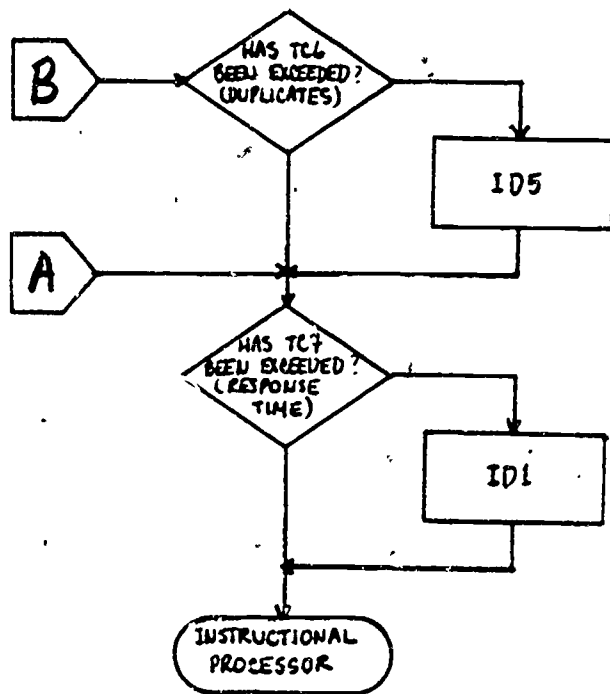 B
HAS TC6
BEEN EXCEEDED?
(DUPLICATES)
ID5
A
HAS TC7
BEEN EXCEEDED?
(RESPONSE
TIME)
ID1
INSTRUCTIONAL
PROCESSOR